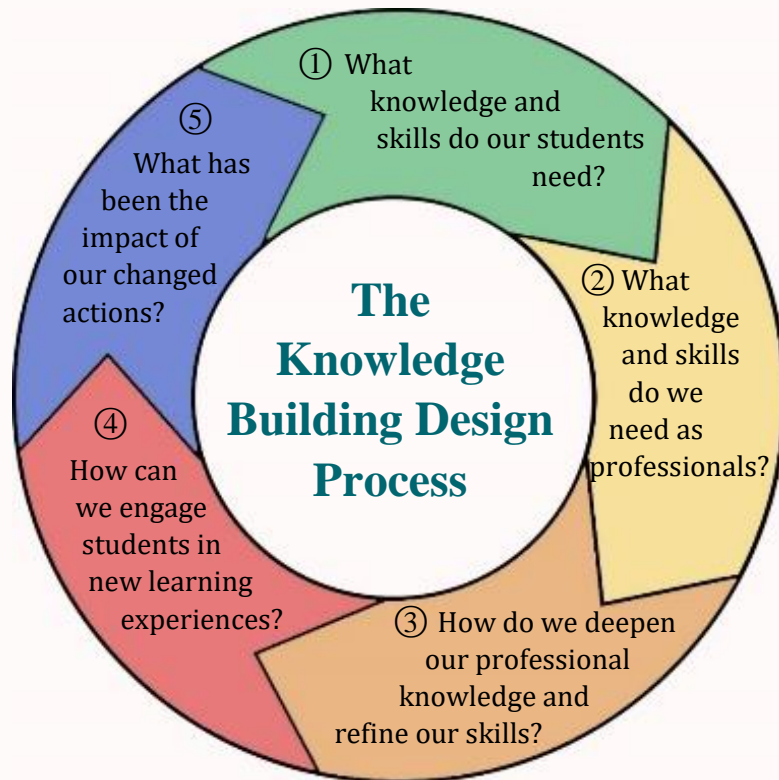 ① What
knowledge and
skills do our students
need?
② What
knowledge
and skills
do we
need as
professionals?
③ How do we deepen
our professional
knowledge and
refine our skills?
④
How can
we engage
students in
new learning
experiences?
⑤
What has
been the
impact of
our changed
actions?
The
Knowledge
Building Design
Process